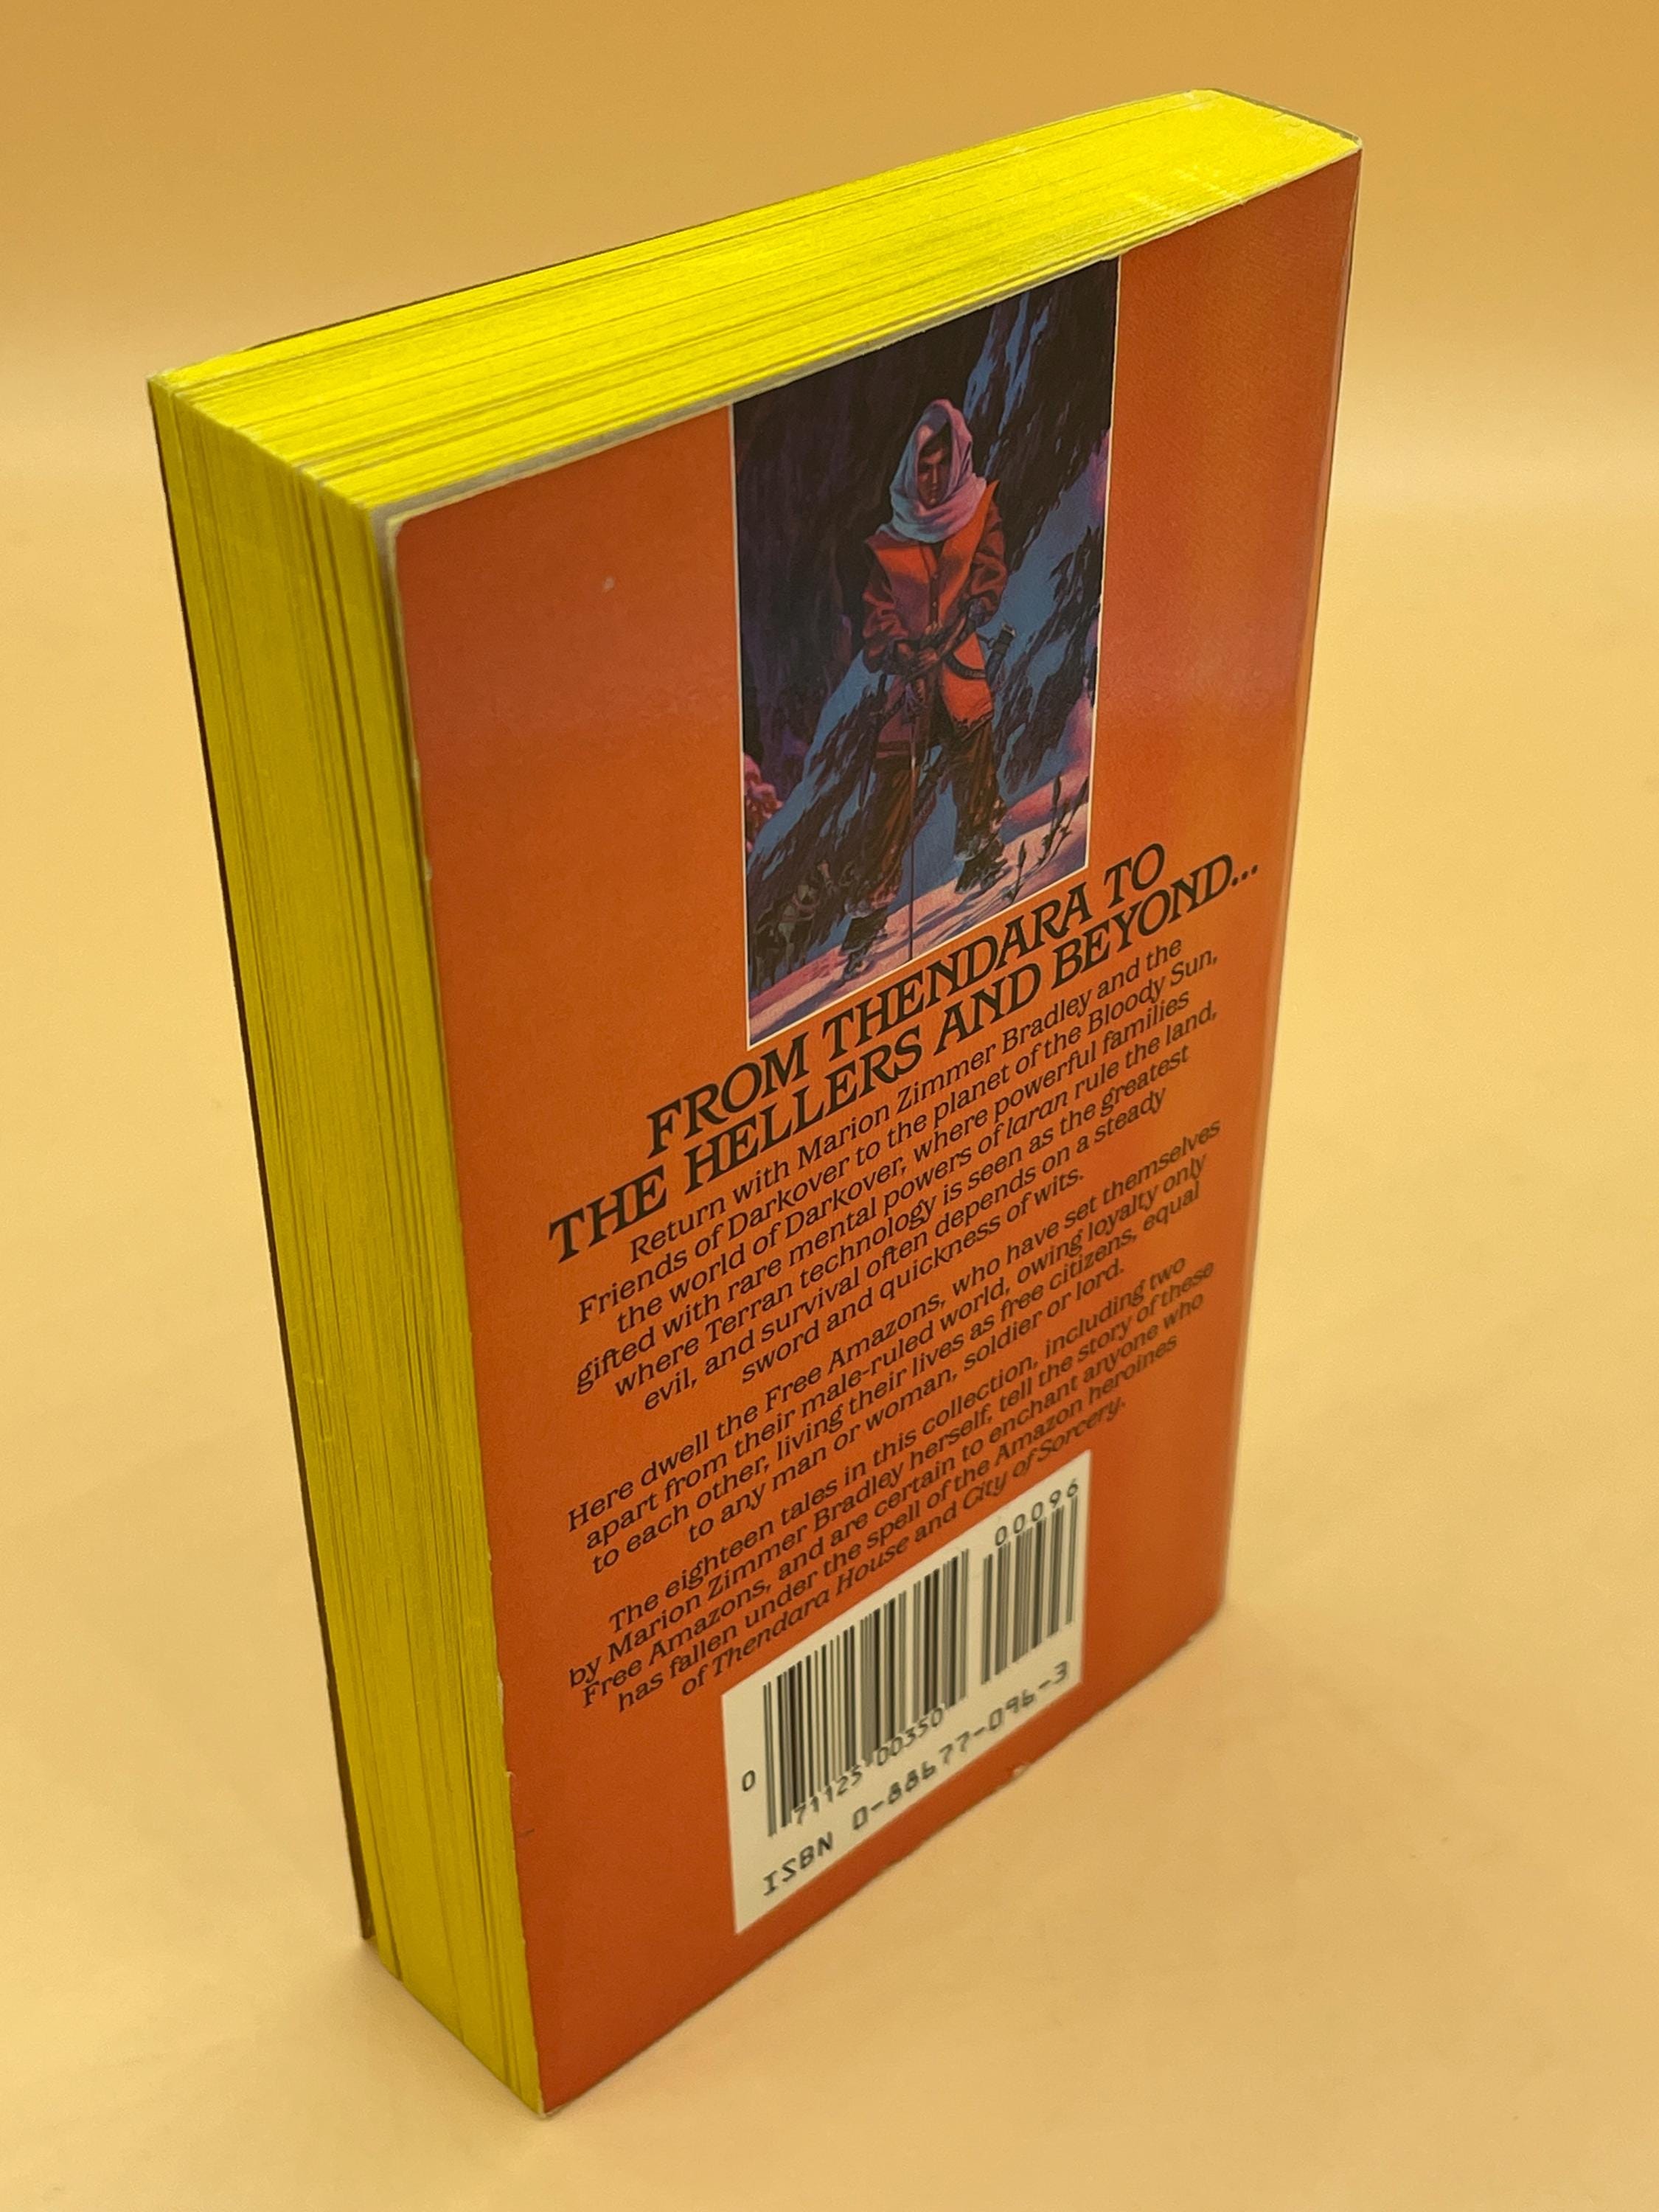 FROM THENDARA TO
THE HELLERS AND BEYOND...
Return with Marion Zimmer Bradley and the
Friends of Darkover to the planet of the Bloody Sun,
the world of Darkover, where powerful families
gifted with rare mental powers of laran rule the land,
where Terran technology is seen as the greatest
evil, and survival often depends on a steady
sword and quickness of wits.
Here dwell the Free Amazons, who have set themselves
apart from their male-ruled world, owing loyalty only
to each other, living their lives as free citizens, equal
to any man or woman, soldier or lord.
The eighteen tales in this collection, including two
by Marion Zimmer Bradley herself, tell the story of these
Free Amazons, and are certain to enchant anyone who
has fallen under the spell of the Amazon heroines
of Thendara House and City of Sorcery.
00096
0 71125 00350
ISBN 0-88677-096-3